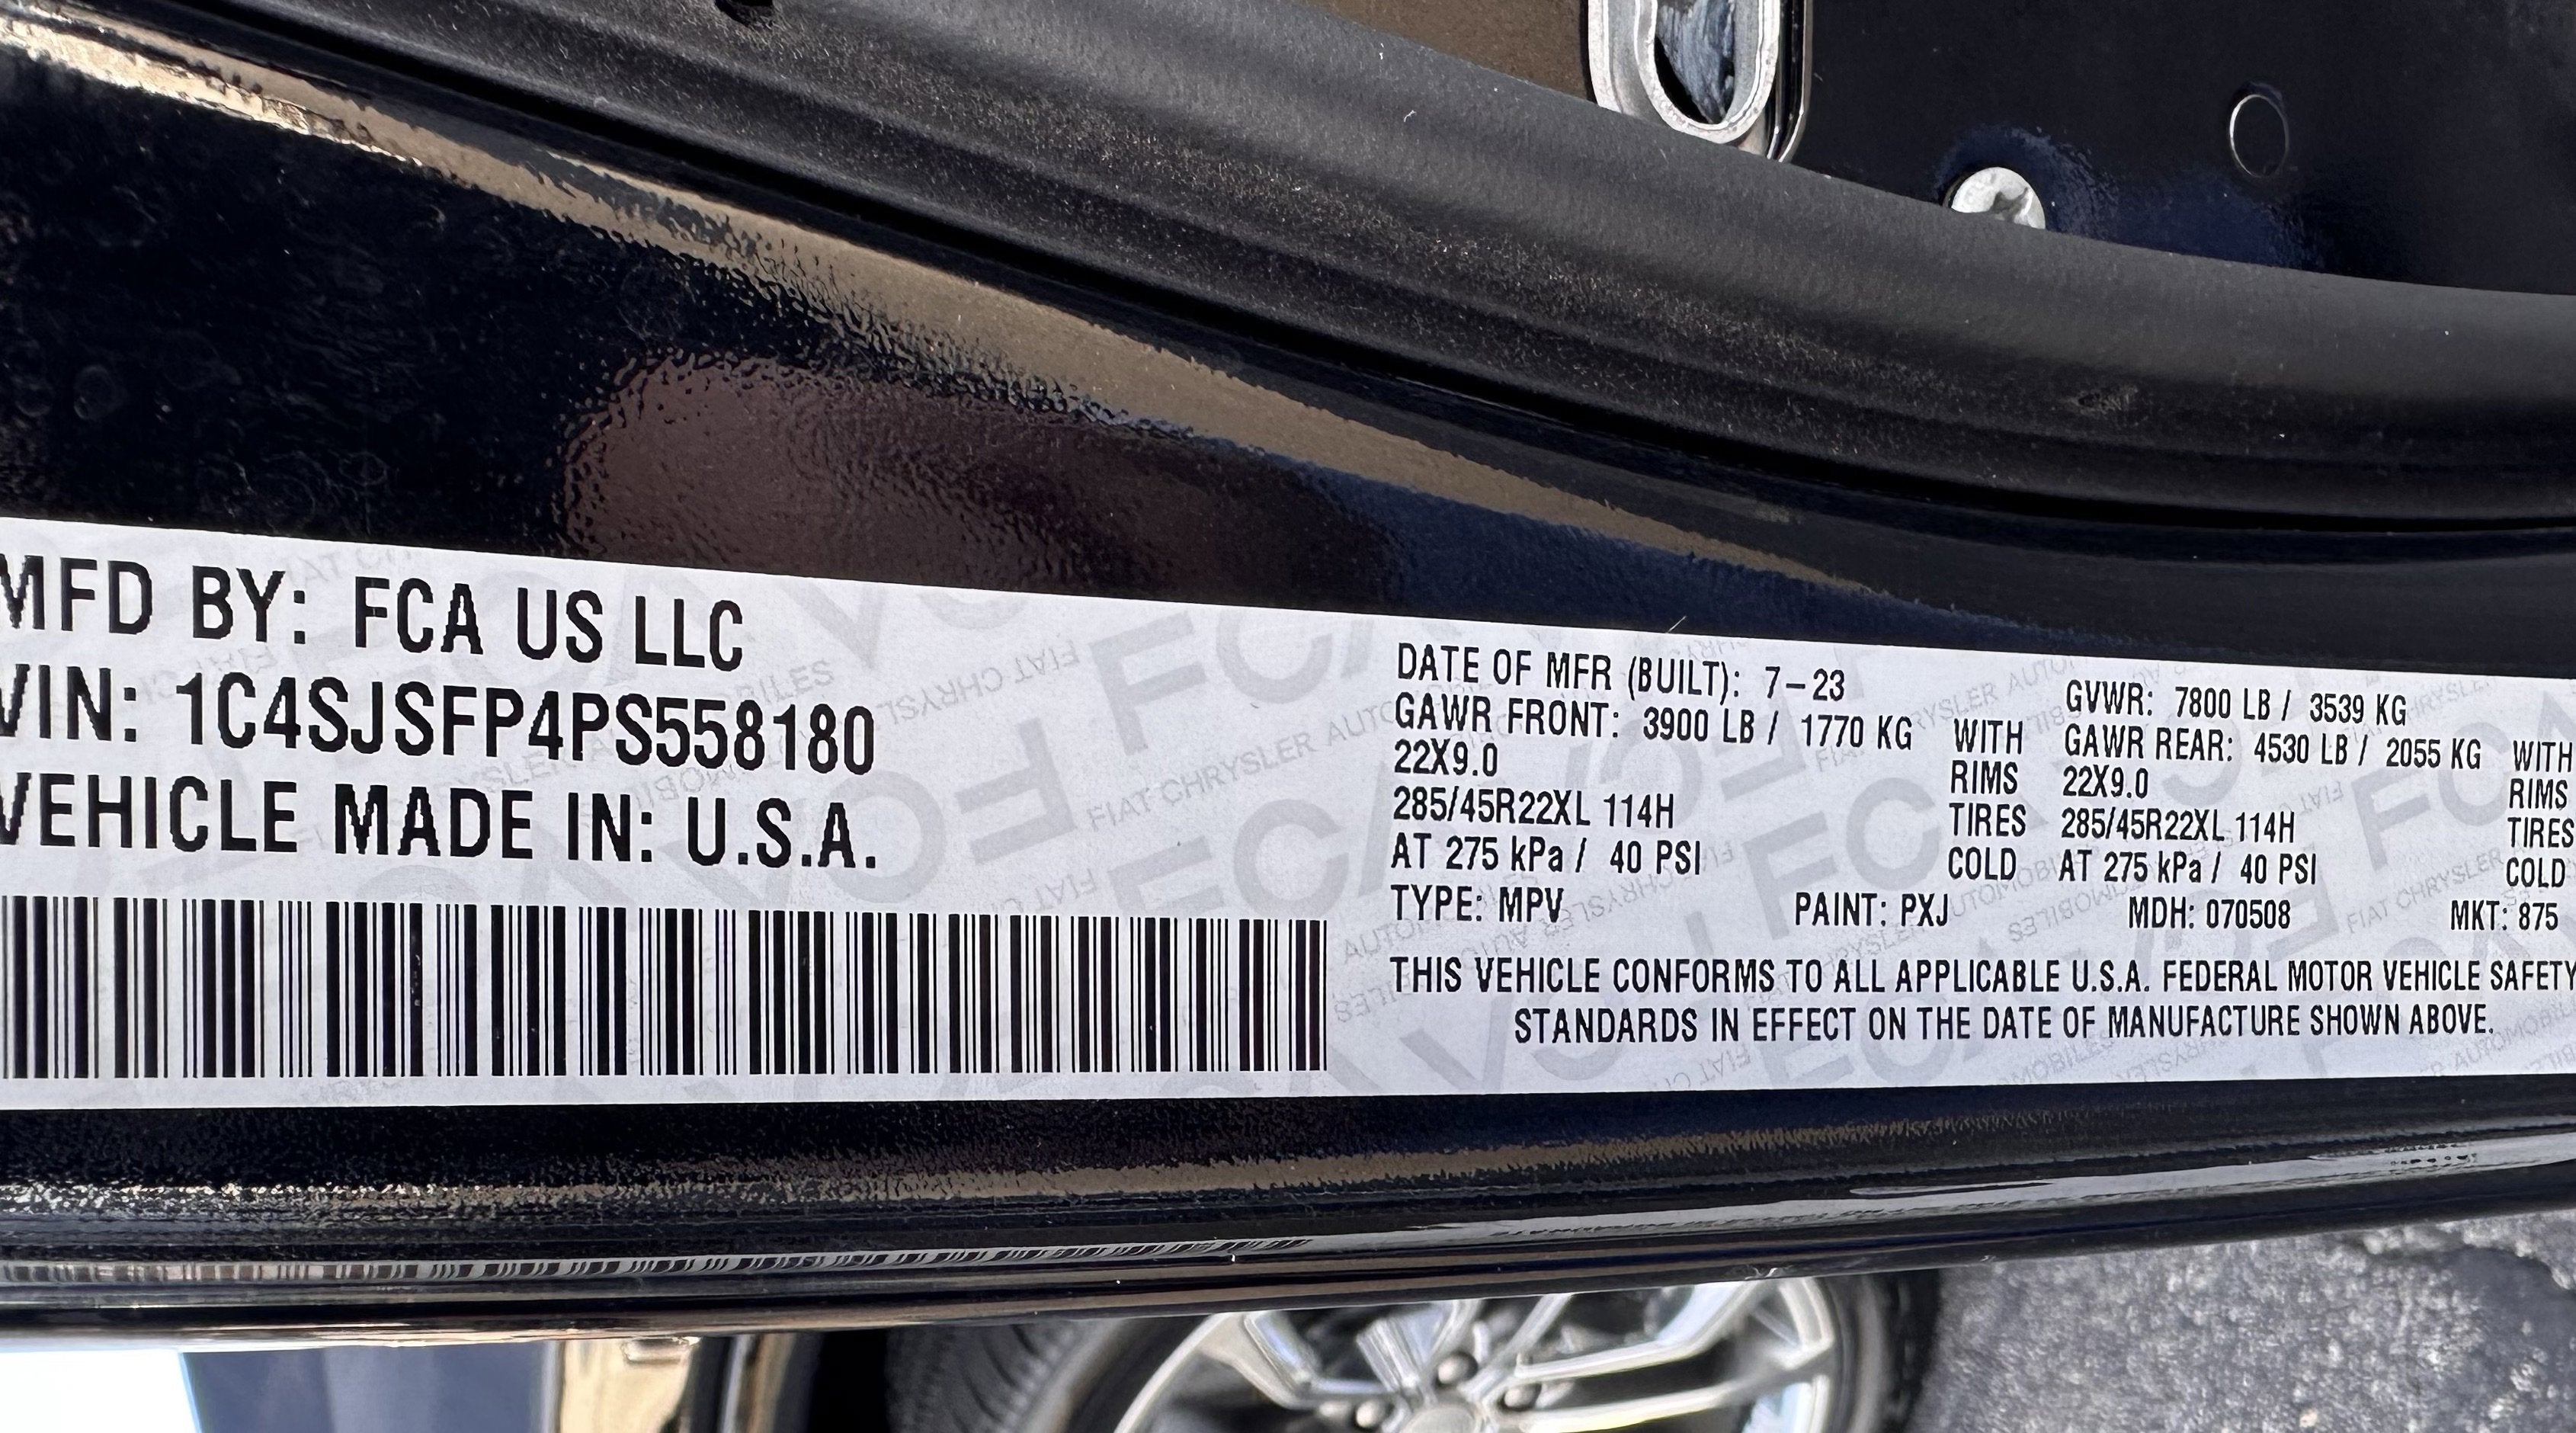 MFD BY: FCA US LLC
VIN: 1C4SJSFP4PS558180
VEHICLE MADE IN: U.S.A.
DATE OF MFR (BUILT): 7-23
GVWR: 7800 LB / 3539 KG
GAWR FRONT: 3900 LB / 1770 KG WITH
22X9.0 RIMS
285/45R22XL 114H TIRES
AT 275 kPa / 40 PSI COLD
GAWR REAR: 4530 LB / 2055 KG WITH
22X9.0 RIMS
285/45R22XL 114H TIRES
AT 275 kPa / 40 PSI COLD
TYPE: MPV PAINT: PXJ MDH: 070508 MKT: 875
THIS VEHICLE CONFORMS TO ALL APPLICABLE U.S.A. FEDERAL MOTOR VEHICLE SAFETY
STANDARDS IN EFFECT ON THE DATE OF MANUFACTURE SHOWN ABOVE.
FCA
FIAT CHRYSLER AUTOMOBILES